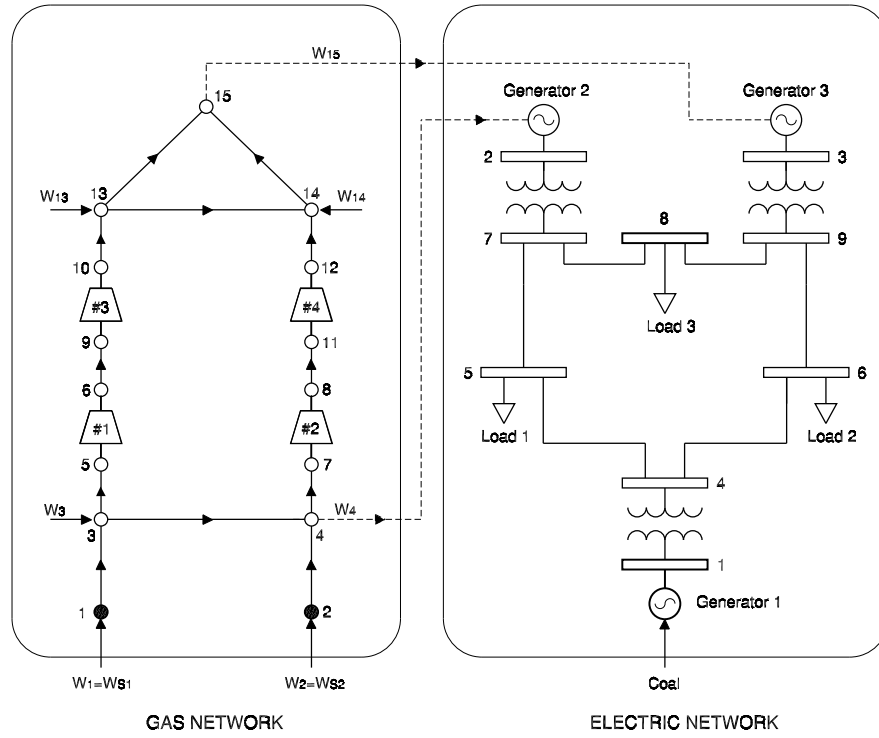 W15
15
Generator 2
Generator 3
2
3
W13
13
14
W14
8
7
9
10
12
#3
#4
Load 3
9
11
5
6
6
8
#1
#2
Load 1
Load 2
5
7
4
W3
W4
3
4
1
1
2
Generator 1
W1=WS1
W2=WS2
Coal
GAS NETWORK
ELECTRIC NETWORK